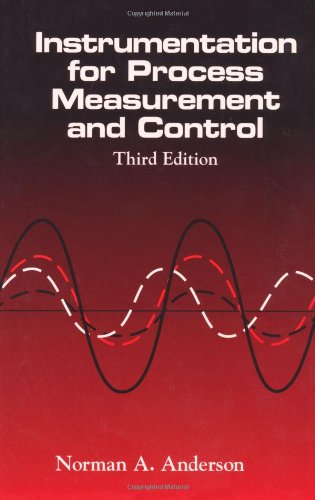 Instrumentation
for Process
Measurement
and Control
Third Edition
Norman A. Anderson